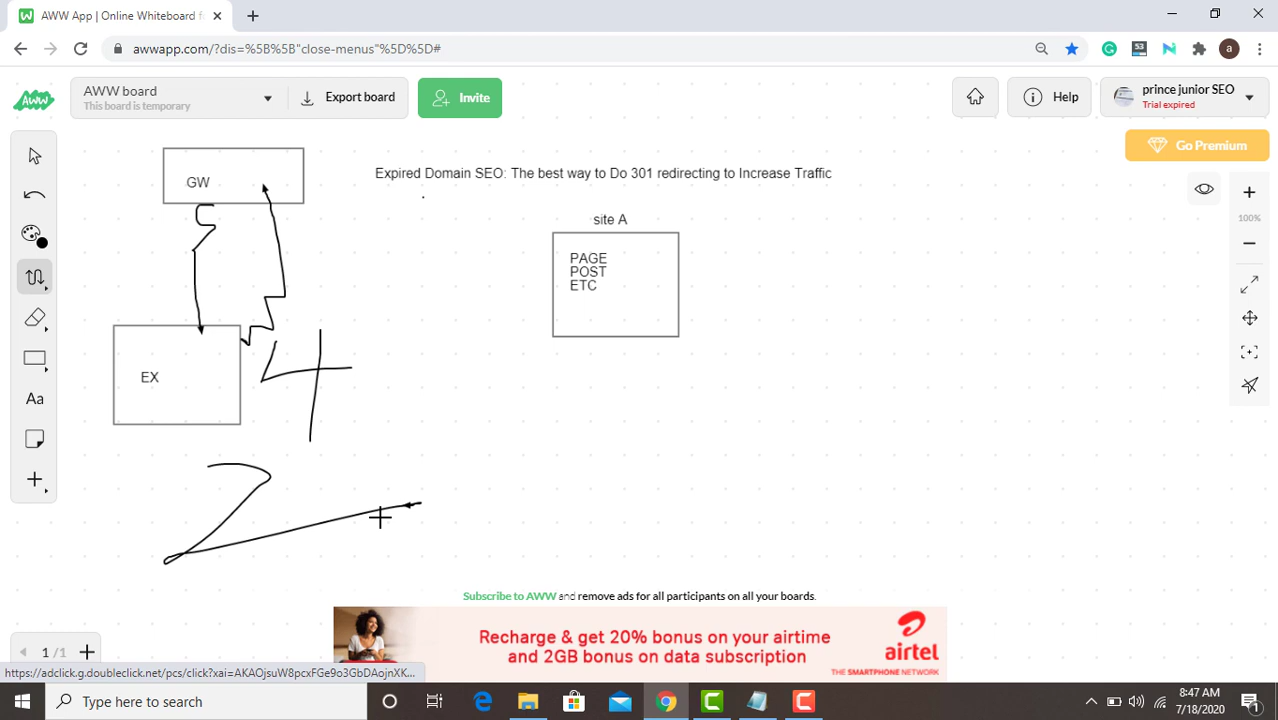 AWW App | Online Whiteboard f
awwapp.com/?dis=%5B%5B"close-menus"%5D%5D#
53
a
AWW
AWW board
This board is temporary
Export board
Invite
Help
prince junior SEO
Trial expired
Go Premium
GW
Expired Domain SEO: The best way to Do 301 redirecting to Increase Traffic
100%
site A
PAGE
POST
ETC
EX
4
2
Aa
Subscribe to AWW and remove ads for all participants on all your boards.
Recharge & get 20% bonus on your airtime
and 2GB bonus on data subscription
airtel
THE SMARTPHONE NETWORK
1 /1
https://adclick.g.doubleclick.net/pcs/click?xai=AKAOjsuW8pcxFGe9o3GbDAojnXK...
Type here to search
8:47 AM
7/18/2020
1